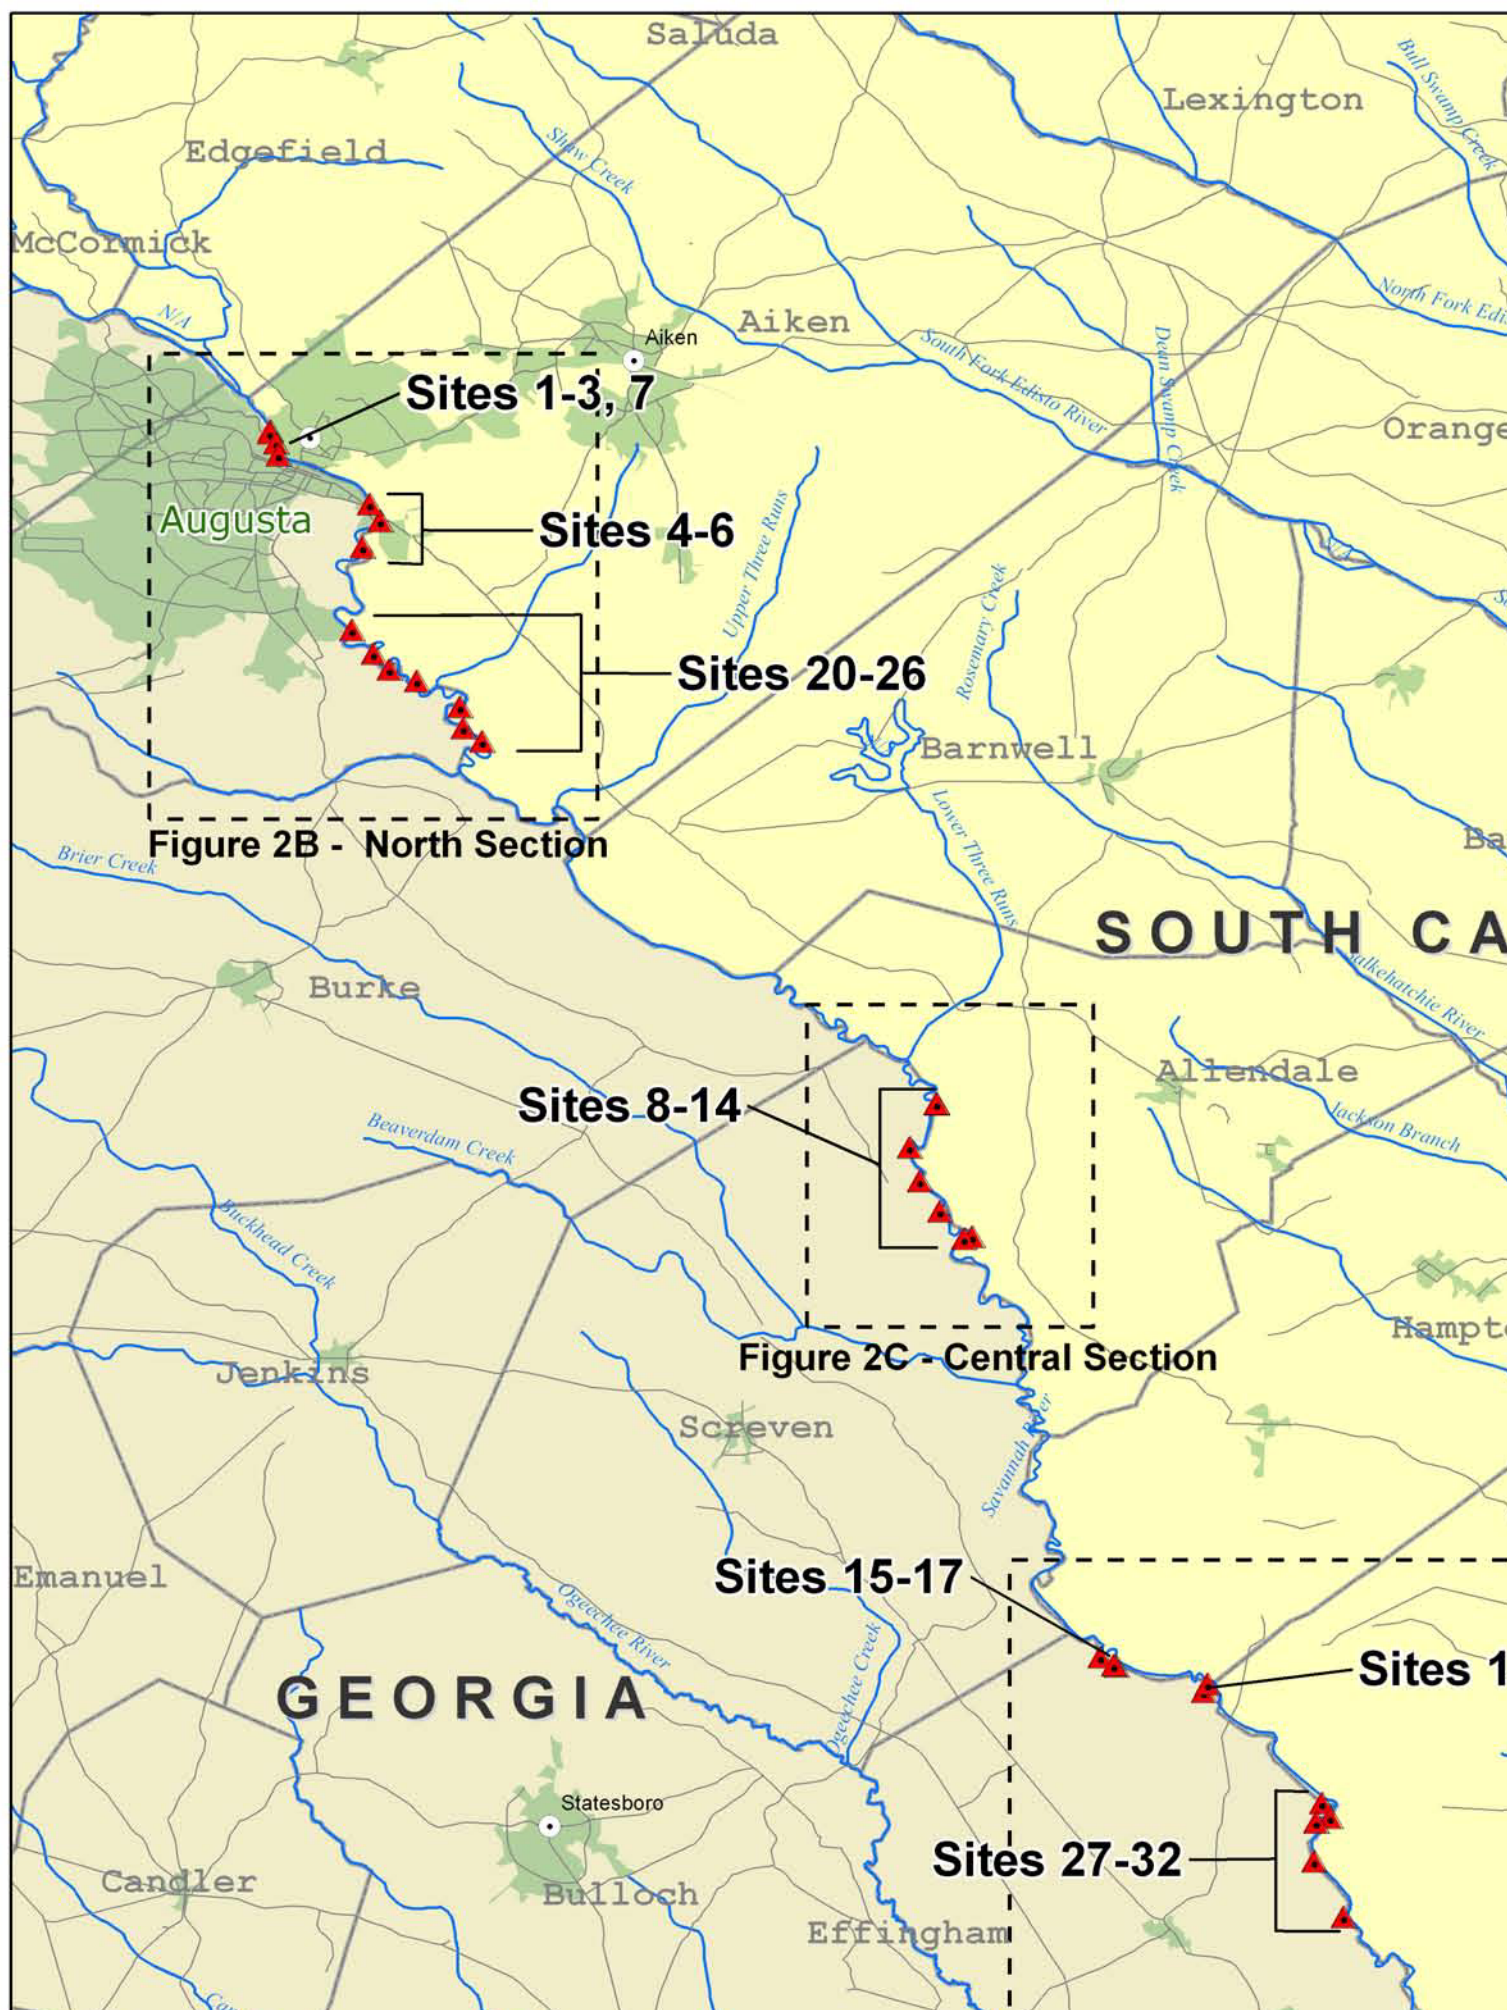 Saluda
Bull Swamp Creek
Lexington
Shaw Creek
Edgefield
McCormick
North Fork Edi
N/A
Aiken
Aiken
South Fork Edisto River
Dean Swamp Creek
Sites 1-3, 7
Orange
Augusta
Sites 4-6
Upper Three Runs
N/A
Rosemary Creek
Sites 20-26
Barnwell
Lower Three Runs
Figure 2B - North Section
Ba
Brier Creek
SOUTH CA
Burke
alkehatchie River
Allendale
Sites 8-14
Jackson Branch
Beaverdam Creek
Buckhead Creek
Hampt
Figure 2C - Central Section
Jenkins
Screven
Savannah River
Emanuel
Sites 15-17
Ogeechee River
Ogeechee Creek
Sites 1
GEORGIA
Statesboro
Sites 27-32
Candler
Bulloch
Effingham